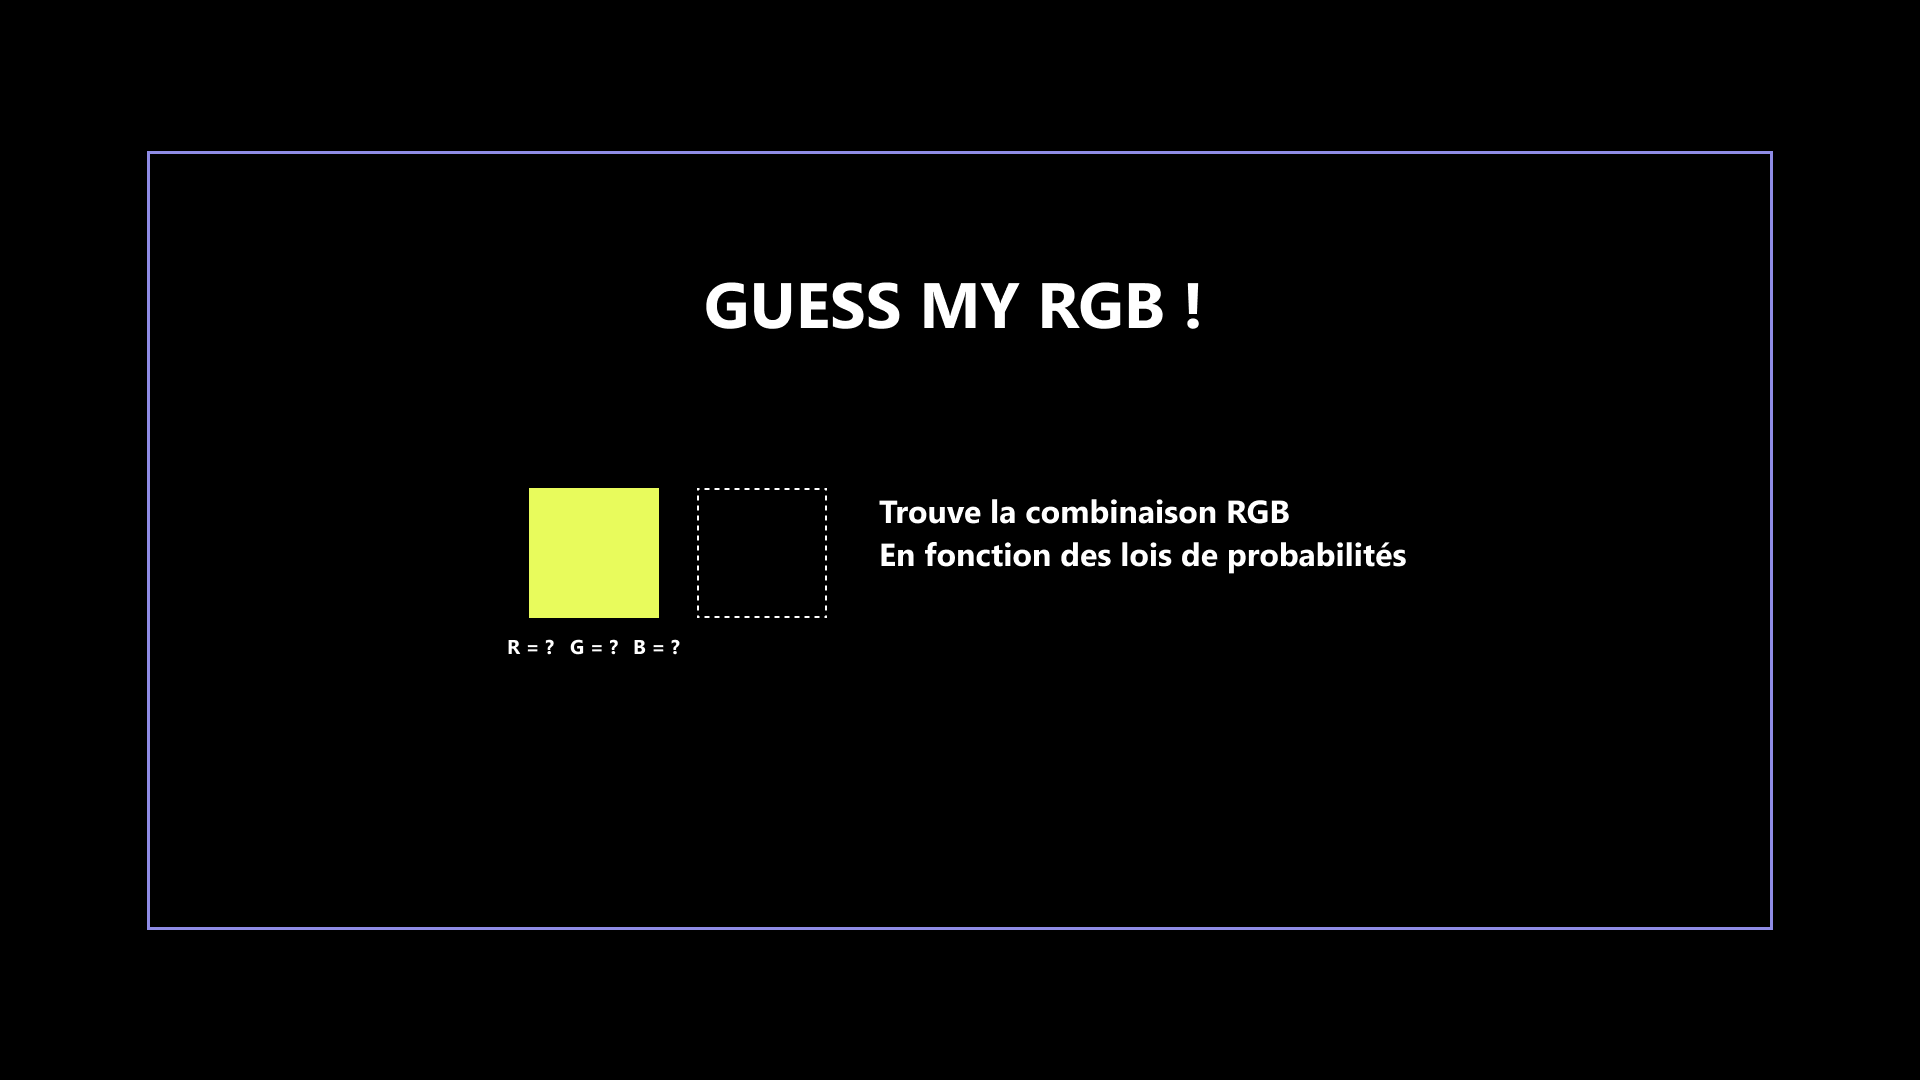 GUESS MY RGB !
Trouve la combinaison RGB
En fonction des lois de probabilités
R = ? G = ? B = ?